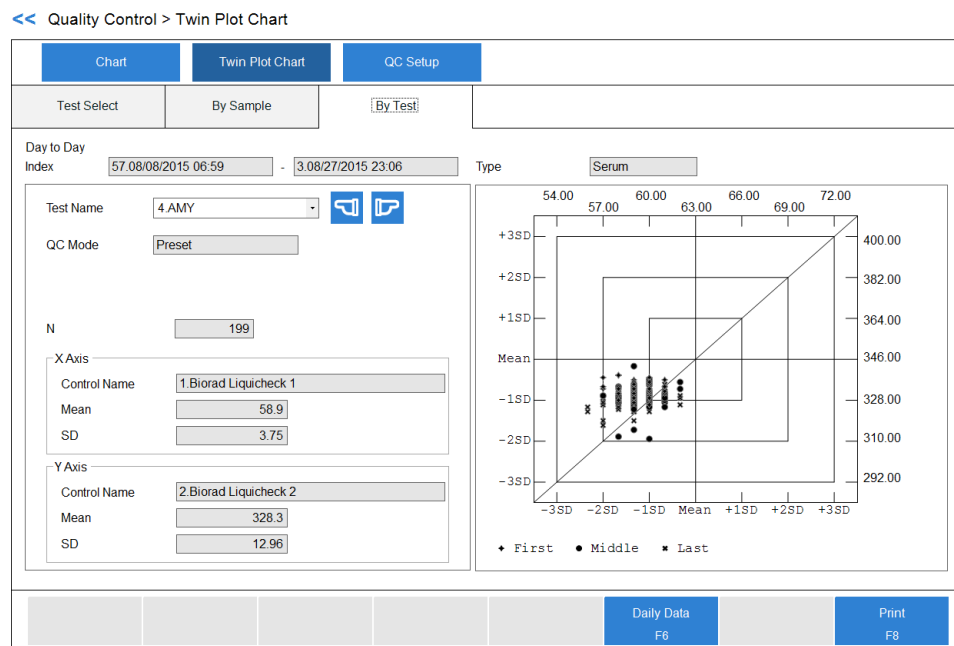 << Quality Control > Twin Plot Chart
Chart Twin Plot Chart QC Setup
Test Select By Sample By Test
Day to Day
Index 57.08/08/2015 06:59 - 3.08/27/2015 23:06 Type Serum
Test Name 4.AMY
QC Mode Preset
N 199
X Axis
Control Name 1.Biorad Liquicheck 1
Mean 58.9
SD 3.75
Y Axis
Control Name 2.Biorad Liquicheck 2
Mean 328.3
SD 12.96
54.00 60.00 66.00 72.00
57.00 63.00 69.00
+3SD 400.00
+2SD 382.00
+1SD 364.00
Mean 346.00
-1SD 328.00
-2SD 310.00
-3SD 292.00
-3SD -2SD -1SD Mean +1SD +2SD +3SD
First Middle Last
Daily Data Print
F6 F8